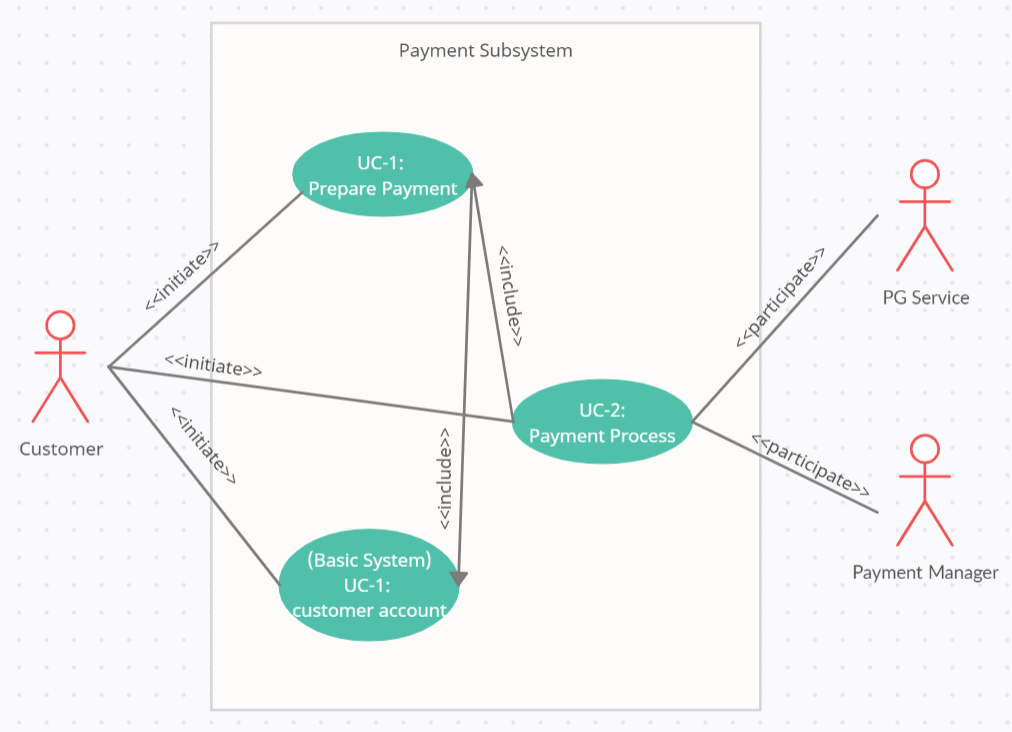 Payment Subsystem
UC-1:
Prepare Payment
<<initiate>>
<<include>>
<<participate>>
PG Service
<<initiate>>
Customer
UC-2:
Payment Process
<<initiate>>
<<include>>
<<participate>>
Payment Manager
(Basic System)
UC-1:
customer account